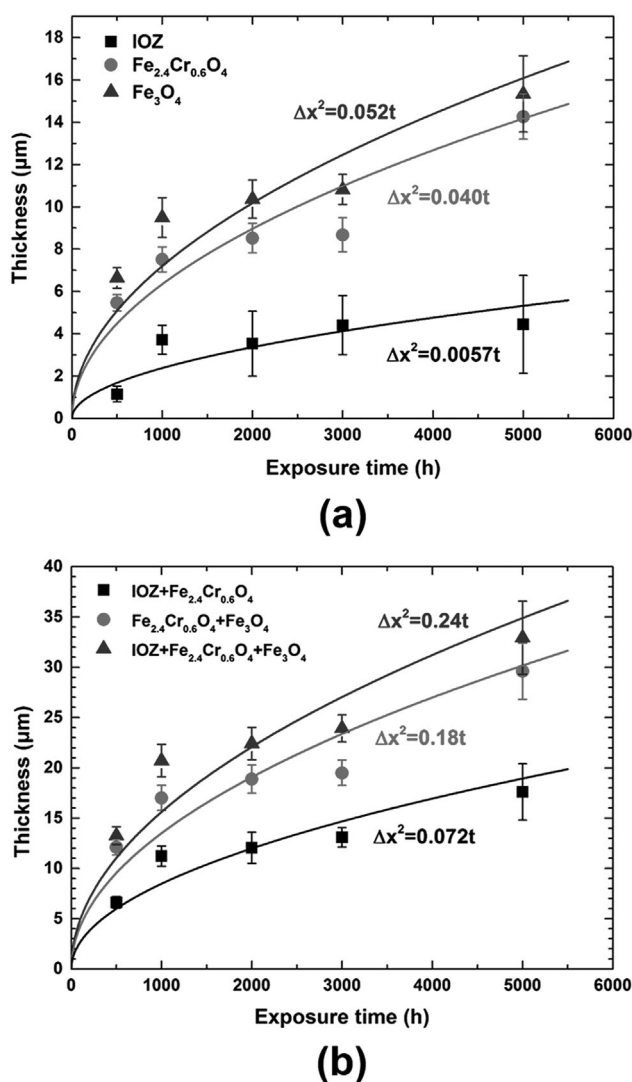 18
16
14
12
10
8
6
4
2
0
Thickness (µm)
IOZ
Fe2.4Cr0.6O4
Fe3O4
Δx²=0.052t
Δx²=0.040t
Δx²=0.0057t
0 1000 2000 3000 4000 5000 6000
Exposure time (h)
(a)
40
35
30
25
20
15
10
5
0
Thickness (µm)
IOZ+Fe2.4Cr0.6O4
Fe2.4Cr0.6O4+Fe3O4
IOZ+Fe2.4Cr0.6O4+Fe3O4
Δx²=0.24t
Δx²=0.18t
Δx²=0.072t
0 1000 2000 3000 4000 5000 6000
Exposure time (h)
(b)